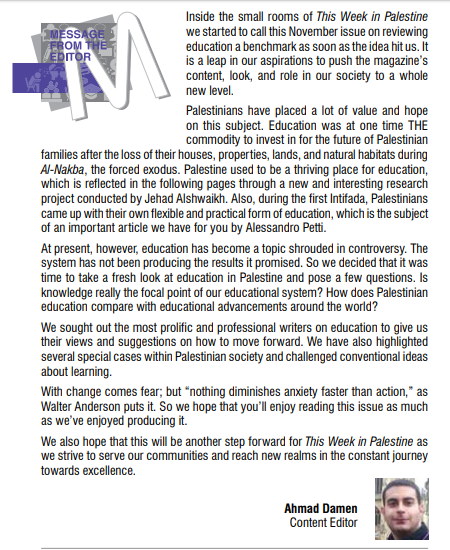 MESSAGE
FROM THE
EDITOR
M
Inside the small rooms of This Week in Palestine
we started to call this November issue on reviewing
education a benchmark as soon as the idea hit us. It
is a leap in our aspirations to push the magazine's
content, look, and role in our society to a whole
new level.
Palestinians have placed a lot of value and hope
on this subject. Education was at one time THE
commodity to invest in for the future of Palestinian
families after the loss of their houses, properties, lands, and natural habitats during
Al-Nakba, the forced exodus. Palestine used to be a thriving place for education,
which is reflected in the following pages through a new and interesting research
project conducted by Jehad Alshwaikh. Also, during the first Intifada, Palestinians
came up with their own flexible and practical form of education, which is the subject
of an important article we have for you by Alessandro Petti.
At present, however, education has become a topic shrouded in controversy. The
system has not been producing the results it promised. So we decided that it was
time to take a fresh look at education in Palestine and pose a few questions. Is
knowledge really the focal point of our educational system? How does Palestinian
education compare with educational advancements around the world?
We sought out the most prolific and professional writers on education to give us
their views and suggestions on how to move forward. We have also highlighted
several special cases within Palestinian society and challenged conventional ideas
about learning.
With change comes fear; but “nothing diminishes anxiety faster than action,” as
Walter Anderson puts it. So we hope that you'll enjoy reading this issue as much
as we've enjoyed producing it.
We also hope that this will be another step forward for This Week in Palestine as
we strive to serve our communities and reach new realms in the constant journey
towards excellence.
Ahmad Damen
Content Editor